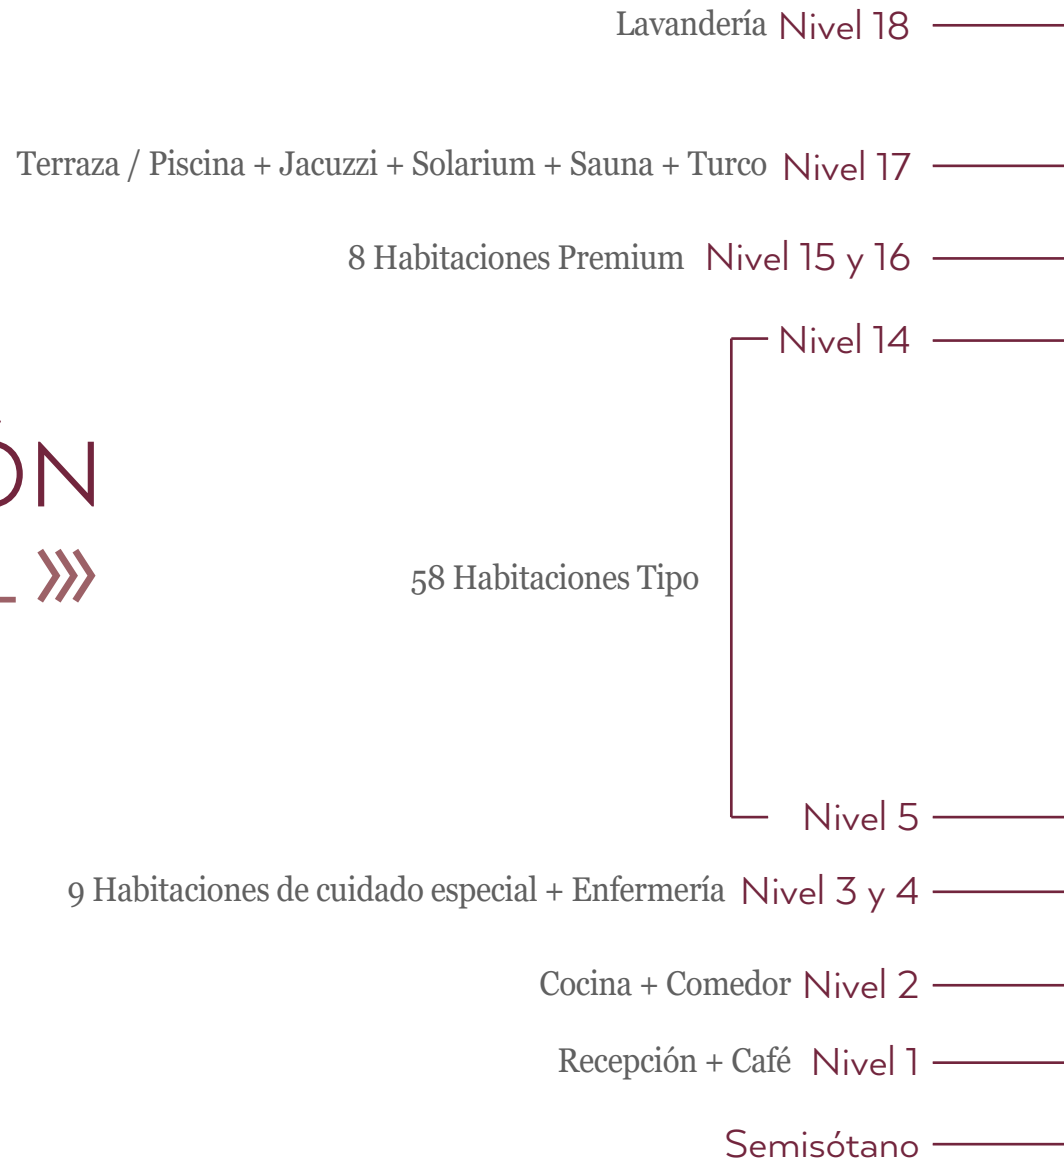 Lavandería Nivel 18
Terraza / Piscina + Jacuzzi + Solarium + Sauna + Turco Nivel 17
8 Habitaciones Premium Nivel 15 y 16
Nivel 14
ÓN
58 Habitaciones Tipo
Nivel 5
9 Habitaciones de cuidado especial + Enfermería Nivel 3 y 4
Cocina + Comedor Nivel 2
Recepción + Café Nivel 1
Semisótano